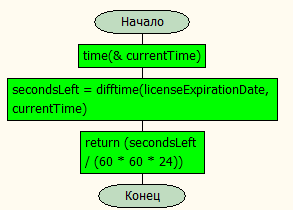 Начало
time(& currentTime)
secondsLeft = difftime(licenseExpirationDate,
currentTime)
return (secondsLeft
/ (60 * 60 * 24))
Конец